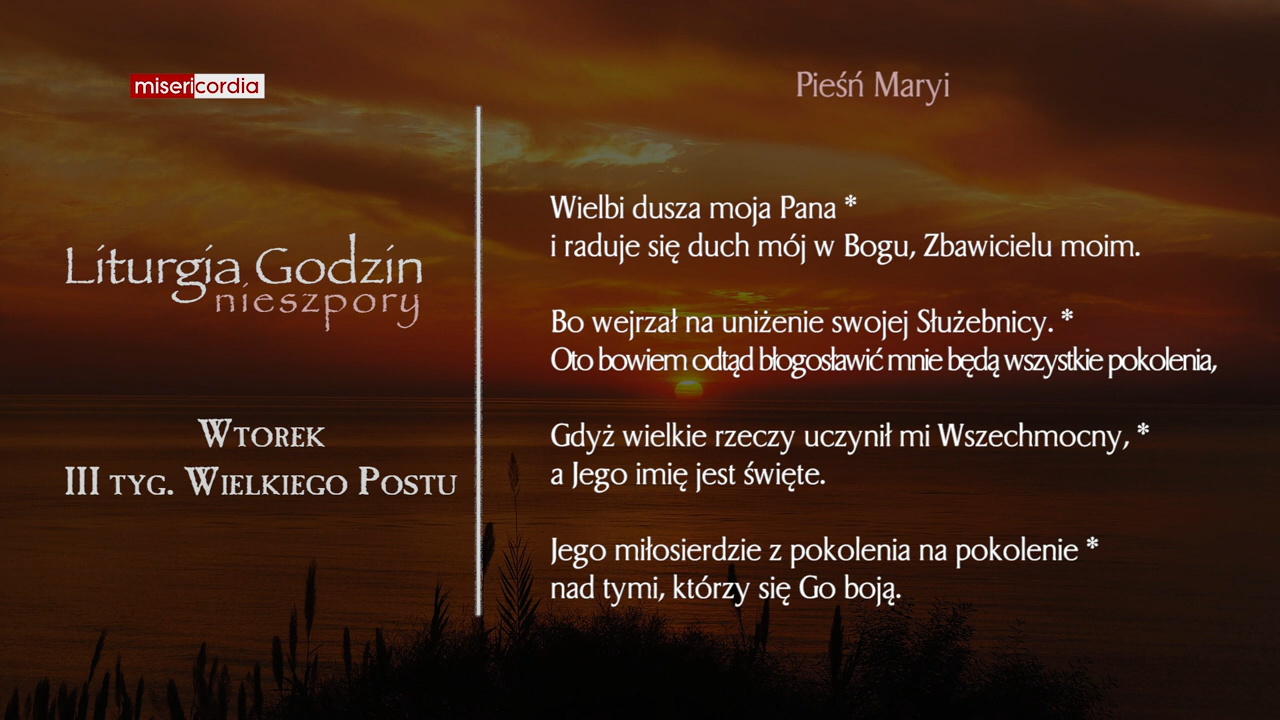 misericordia
Liturgia Godzin
nieszpory
Wtorek
III tyg. Wielkiego Postu
Pieśń Maryi
Wielbi dusza moja Pana *
i raduje się duch mój w Bogu, Zbawicielu moim.
Bo wejrzał na uniżenie swojej Służebnicy. *
Oto bowiem odtąd błogosławić mnie będą wszystkie pokolenia,
Gdyż wielkie rzeczy uczynił mi Wszechmocny, *
a Jego imię jest święte.
Jego miłosierdzie z pokolenia na pokolenie *
nad tymi, którzy się Go boją.